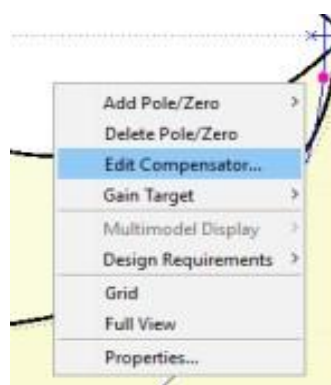 Add Pole/Zero
Delete Pole/Zero
Edit Compensator...
Gain Target
Multimodel Display
Design Requirements
Grid
Full View
Properties...